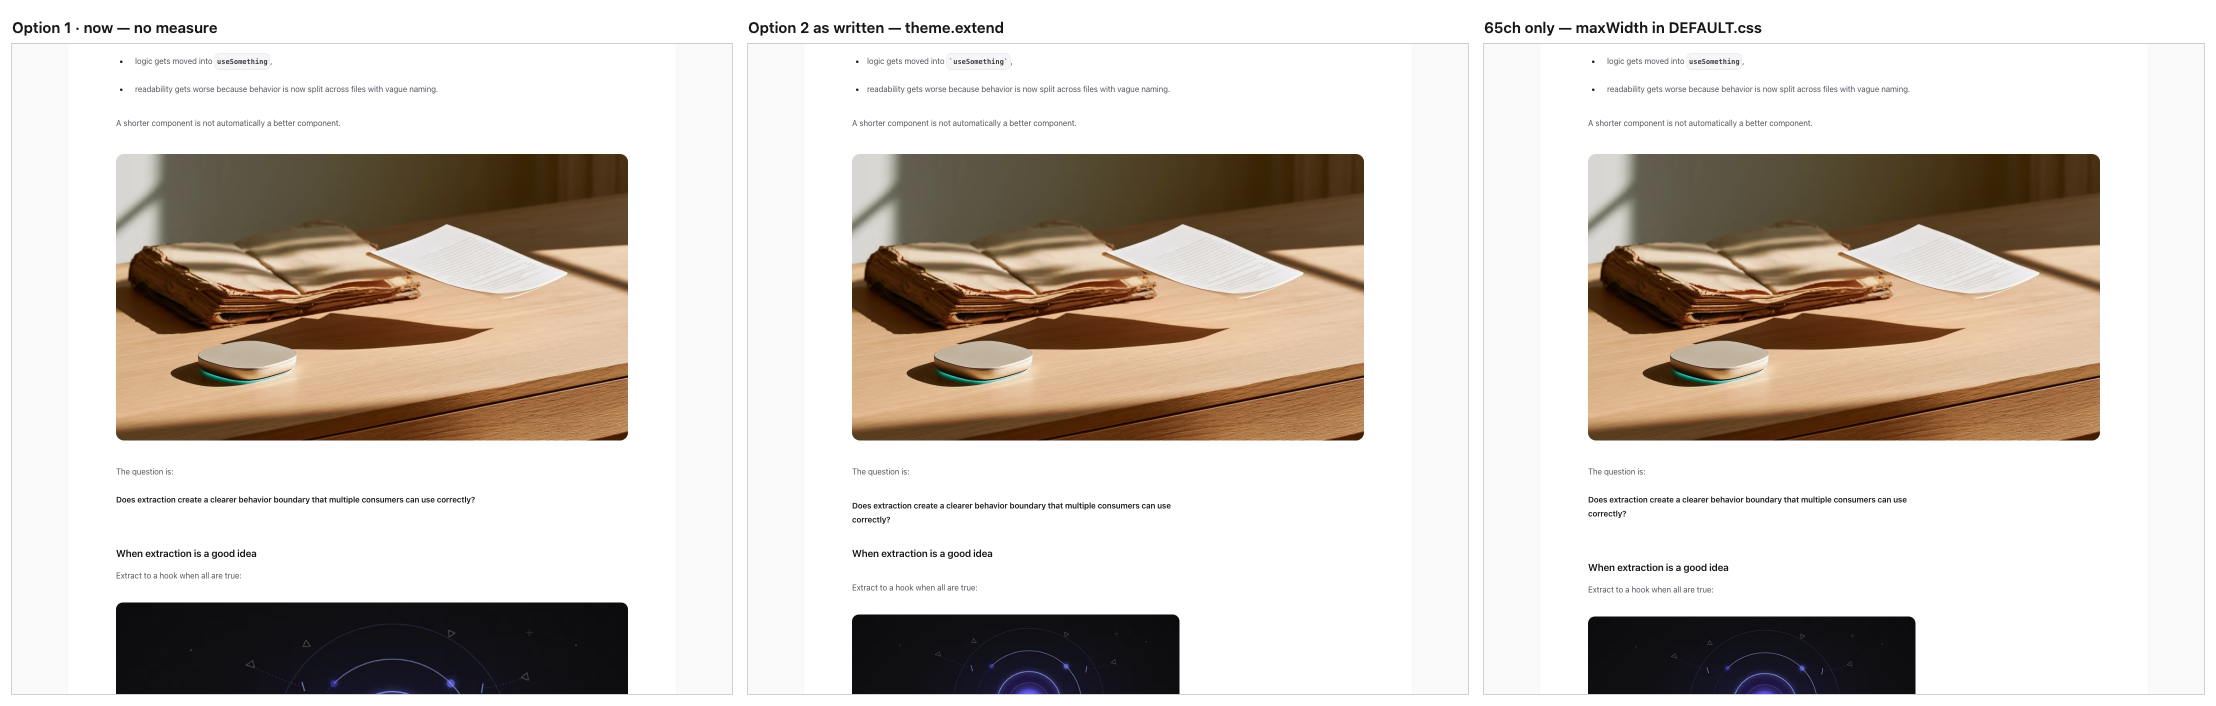 Option 1 · now — no measure
logic gets moved into useSomething,
readability gets worse because behavior is now split across files with vague naming.
A shorter component is not automatically a better component.
The question is:
Does extraction create a clearer behavior boundary that multiple consumers can use correctly?
When extraction is a good idea
Extract to a hook when all are true:
Option 2 as written — theme.extend
logic gets moved into `useSomething`,
readability gets worse because behavior is now split across files with vague naming.
A shorter component is not automatically a better component.
The question is:
Does extraction create a clearer behavior boundary that multiple consumers can use
correctly?
When extraction is a good idea
Extract to a hook when all are true:
65ch only — maxWidth in DEFAULT.css
logic gets moved into useSomething,
readability gets worse because behavior is now split across files with vague naming.
A shorter component is not automatically a better component.
The question is:
Does extraction create a clearer behavior boundary that multiple consumers can use
correctly?
When extraction is a good idea
Extract to a hook when all are true: